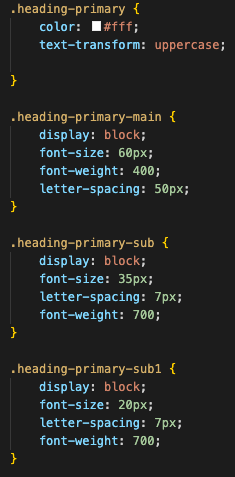 .heading-primary {
color: #fff;
text-transform: uppercase;
}
.heading-primary-main {
display: block;
font-size: 60px;
font-weight: 400;
letter-spacing: 50px;
}
.heading-primary-sub {
display: block;
font-size: 35px;
letter-spacing: 7px;
font-weight: 700;
}
.heading-primary-sub1 {
display: block;
font-size: 20px;
letter-spacing: 7px;
font-weight: 700;
}